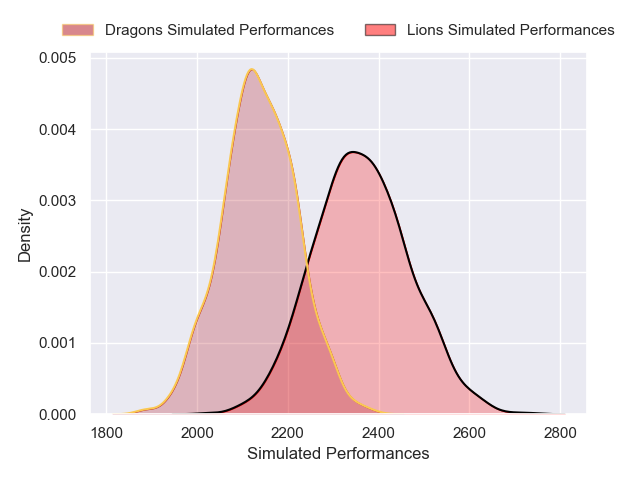 Dragons Simulated Performances Lions Simulated Performances
0.005
0.004
0.003
0.002
0.001
0.000
Density
1800 2000 2200 2400 2600 2800
Simulated Performances